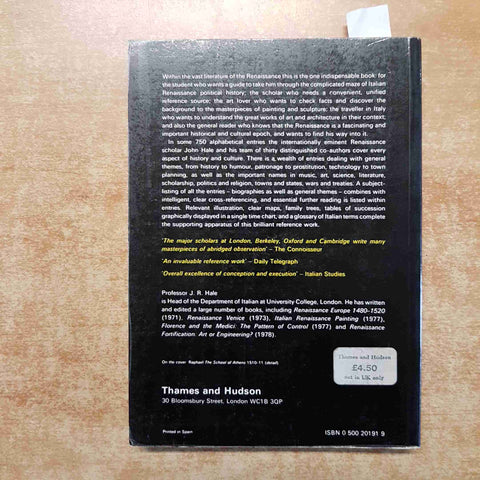 Within the vast literature of the Renaissance this is the one indispensable book: for
the student who wants a guide to take him through the complicated maze of Italian
Renaissance political history; the scholar who needs a convenient, unified
reference source; the art lover who wants to check facts and discover the
background to the masterpieces of painting and sculpture; the traveller in Italy
who wants to understand the great works of art and architecture in their context;
and also the general reader who knows that the Renaissance is a fascinating and
important historical and cultural epoch, and wants to find his way into it.
In some 750 alphabetical entries the internationally eminent Renaissance
scholar John Hale and his team of thirty distinguished co-authors cover every
aspect of history and culture. There is a wealth of entries dealing with general
themes, from history to humour, patronage to prostitution, technology to town
planning, as well as the important names in music, art, science, literature,
scholarship, politics and religion, towns and states, wars and treaties. A subject-
listing of all the entries – biographies as well as general themes – combines with
intelligent, clear cross-referencing, and essential further reading is listed within
entries. Relevant illustration, clear maps, family trees, tables of succession
graphically displayed in a single time chart, and a glossary of Italian terms complete
the supporting apparatus of this brilliant reference work.
'The major scholars at London, Berkeley, Oxford and Cambridge write many
masterpieces of abridged observation' – The Connoisseur
'An invaluable reference work' – Daily Telegraph
'Overall excellence of conception and execution' – Italian Studies
Professor J. R. Hale
is Head of the Department of Italian at University College, London. He has written
and edited a large number of books, including Renaissance Europe 1480-1520
(1971), Renaissance Venice (1973), Italian Renaissance Painting (1977),
Florence and the Medici: The Pattern of Control (1977) and Renaissance
Fortification: Art or Engineering? (1978).
On the cover: Raphael The School of Athens 1510-11 (detail)
Thames and Hudson
£4.50
net in UK only
Thames and Hudson
30 Bloomsbury Street, London WC1B 3QP
Printed in Spain
ISBN 0 500 20191 9